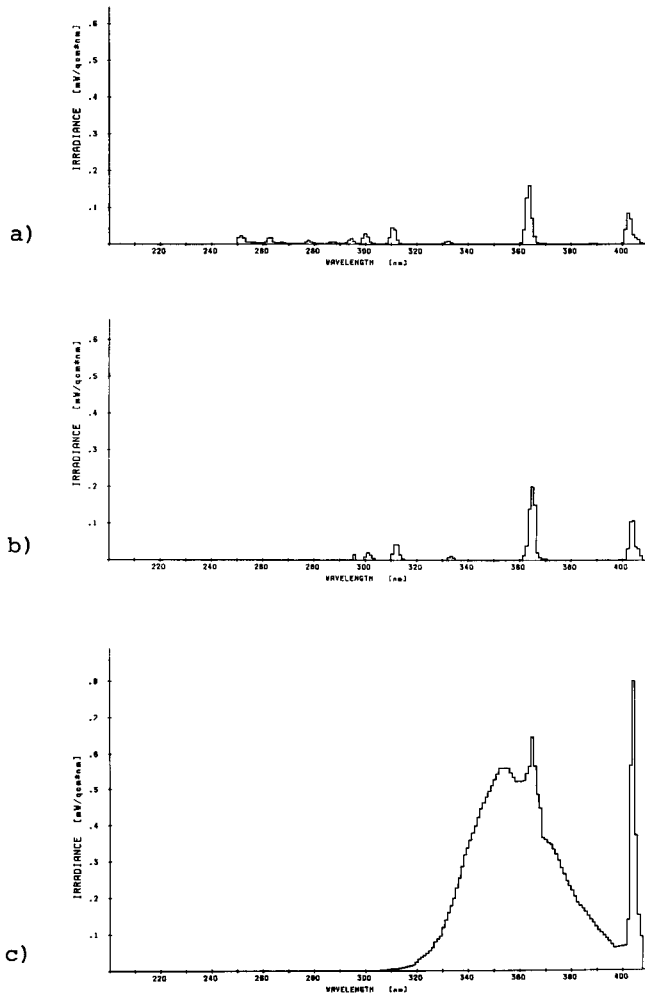 .6
.5
.4
.3
.2
.1
IRRADIANCE [mW/qcm*nm]
a)
220 240 260 280 300 320 340 360 380 400
WAVELENGTH [nm]
.6
.5
.4
.3
.2
.1
IRRADIANCE [mW/qcm*nm]
b)
220 240 260 280 300 320 340 360 380 400
WAVELENGTH [nm]
.8
.7
.6
.5
.4
.3
.2
.1
IRRADIANCE [mW/qcm*nm]
c)
220 240 260 280 300 320 340 360 380 400
WAVELENGTH [nm]